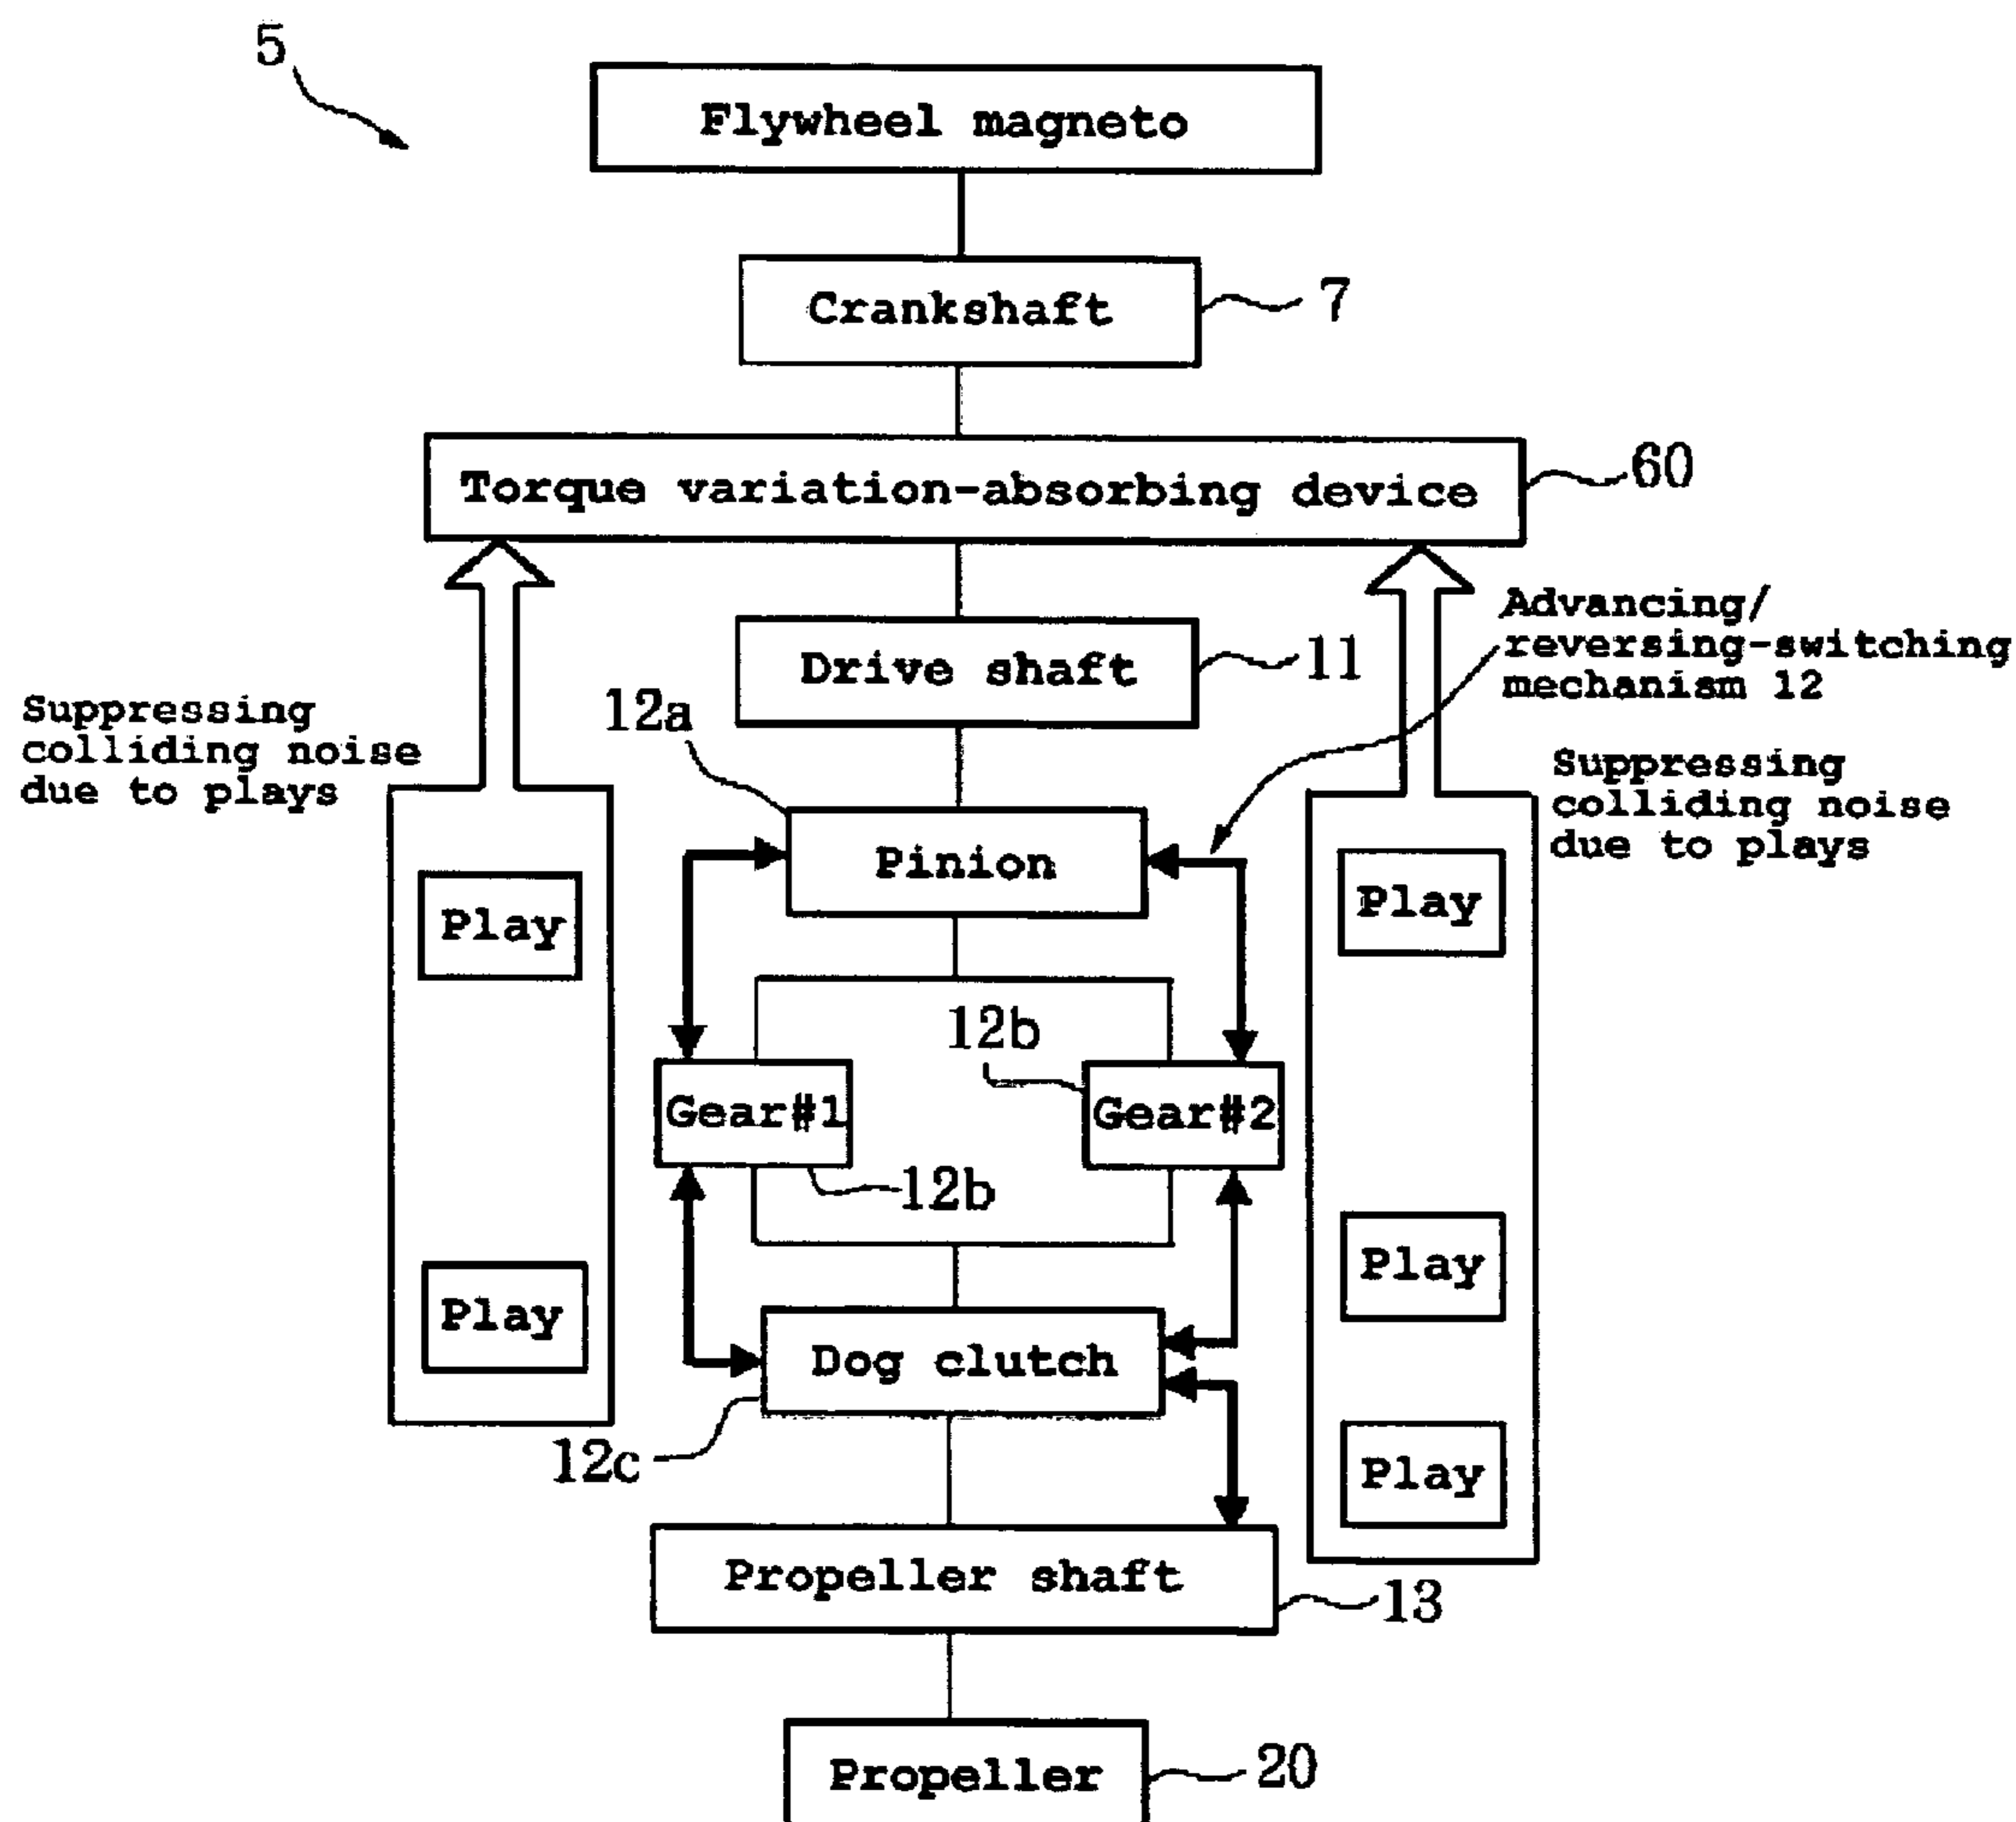 5
Flywheel magneto
Crankshaft
7
Torque variation-absorbing device
60
Advancing/
reversing-switching
mechanism 12
Drive shaft
11
Suppressing
colliding noise
due to plays
12a
Suppressing
colliding noise
due to plays
Pinion
Play
Play
12b
Gear#1
Gear#2
12b
Play
Play
Dog clutch
12c
Play
Propeller shaft
13
Propeller
20